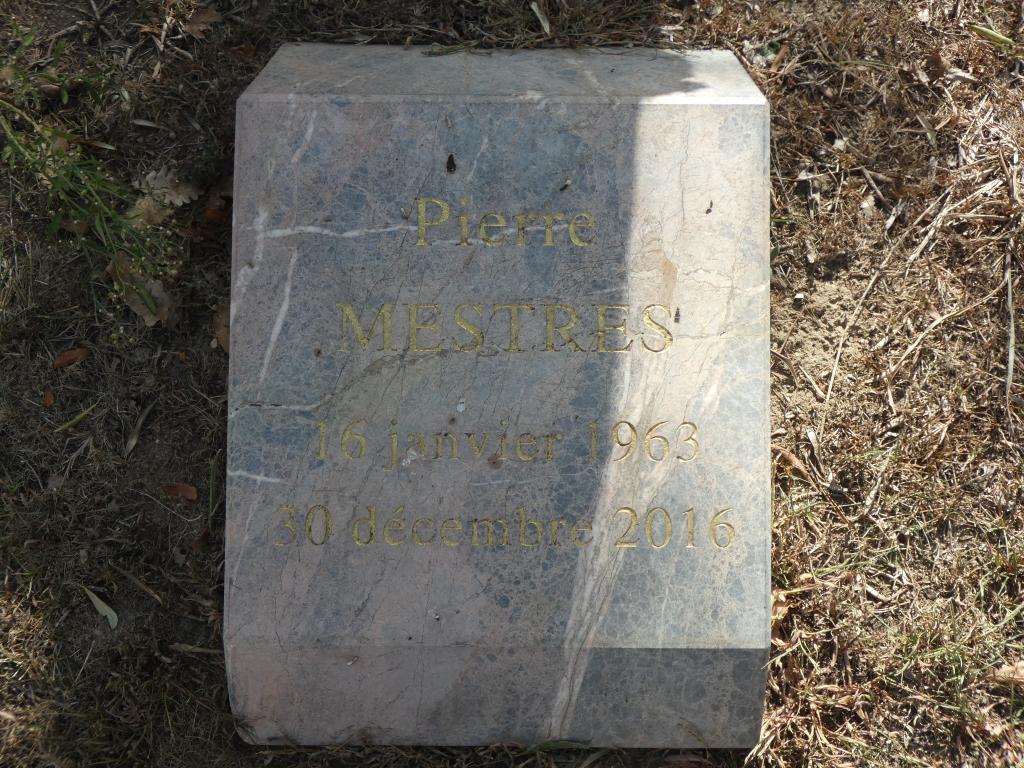 Pierre
MESTRES
16 janvier 1963
30 décembre 2016